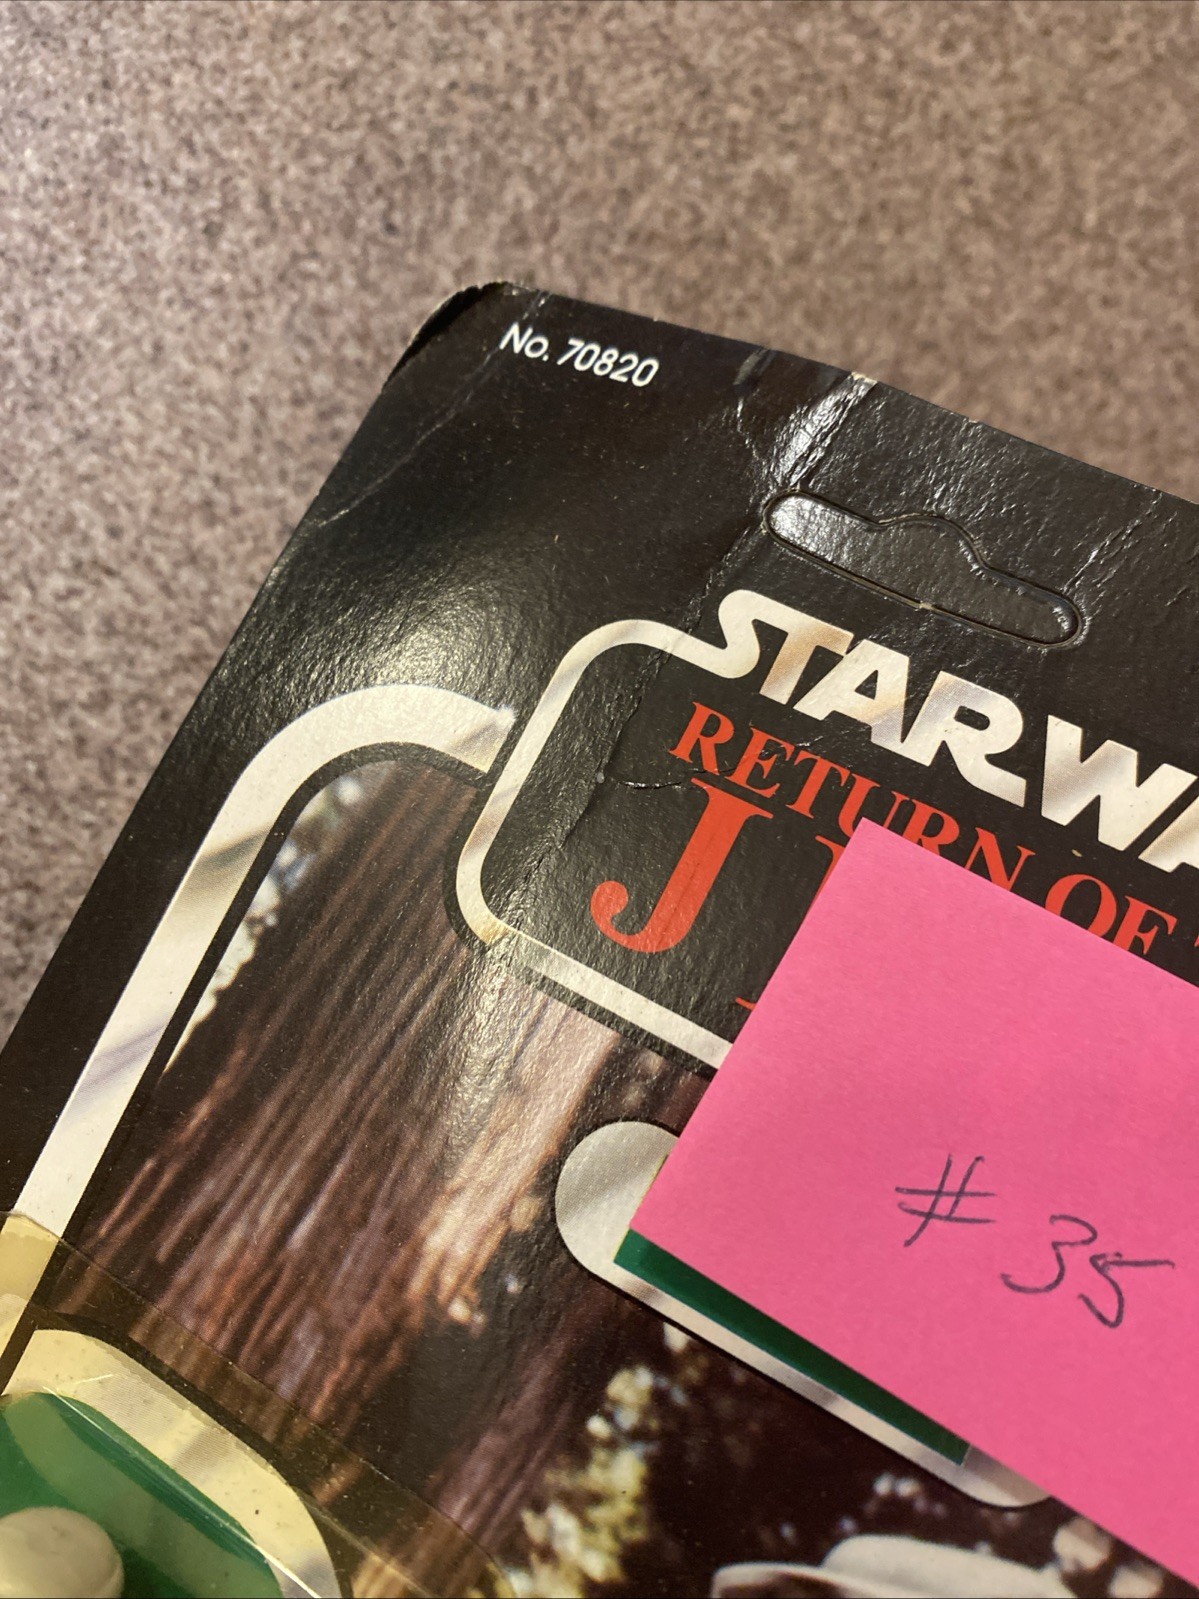 No. 70820
STAR WA
RETURN OF
J
# 35